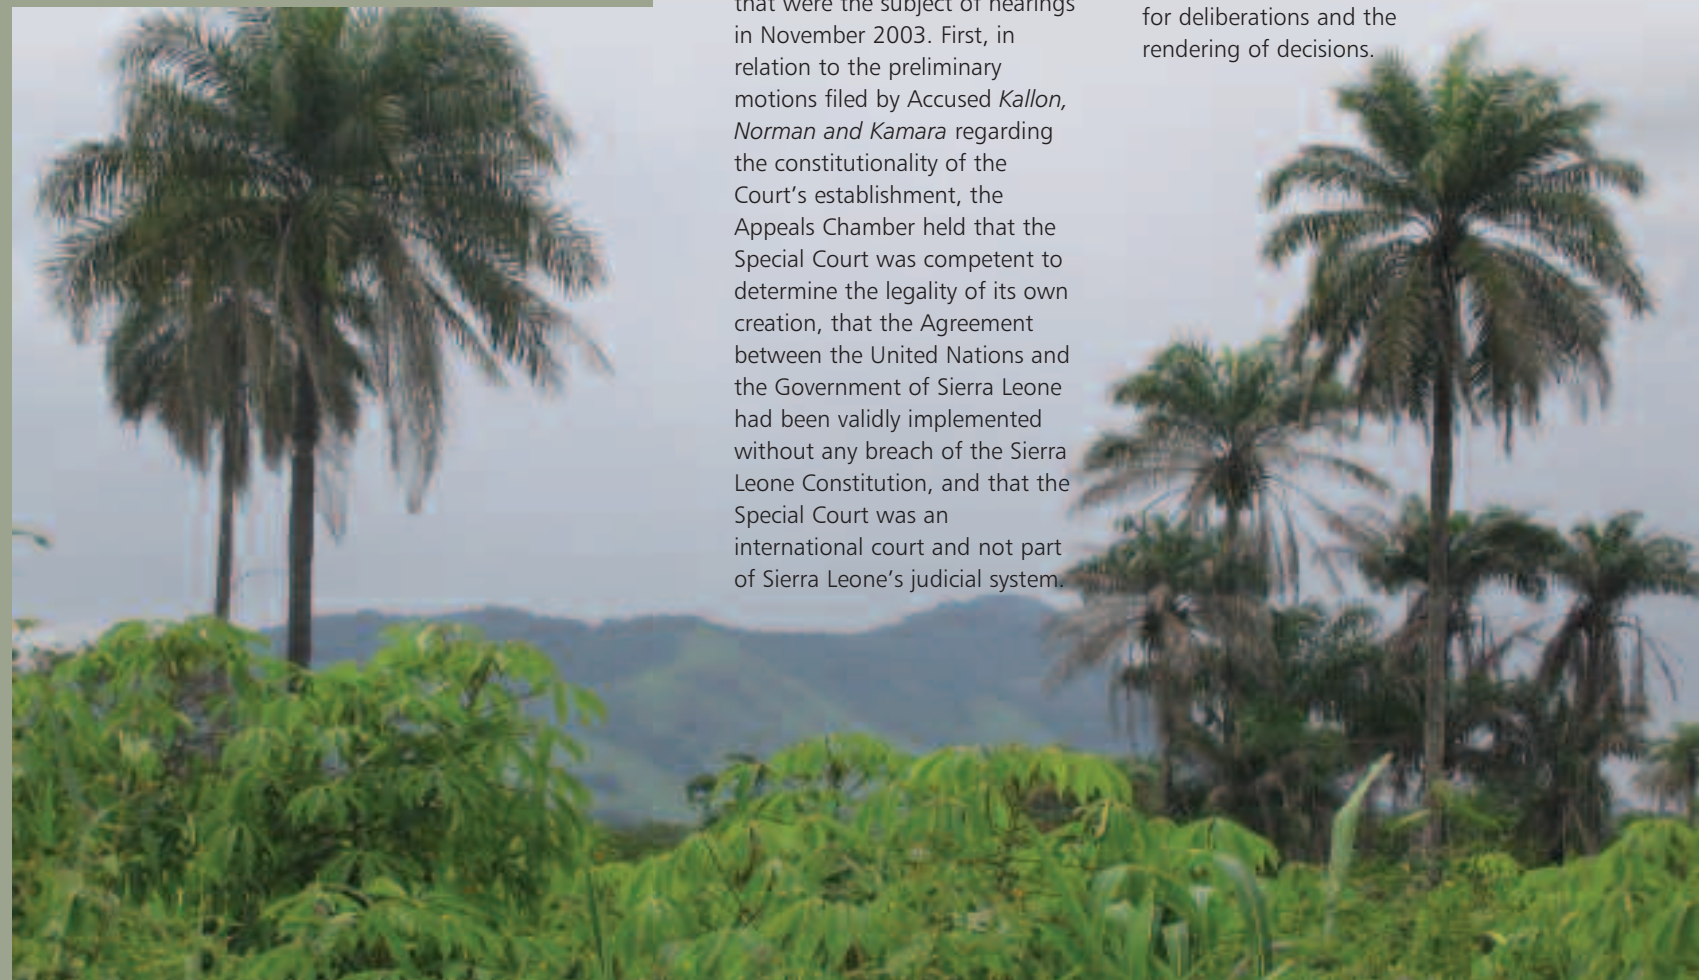 that were the subject of hearings
in November 2003. First, in
relation to the preliminary
motions filed by Accused Kallon,
Norman and Kamara regarding
the constitutionality of the
Court’s establishment, the
Appeals Chamber held that the
Special Court was competent to
determine the legality of its own
creation, that the Agreement
between the United Nations and
the Government of Sierra Leone
had been validly implemented
without any breach of the Sierra
Leone Constitution, and that the
Special Court was an
international court and not part
of Sierra Leone’s judicial system.
for deliberations and the
rendering of decisions.